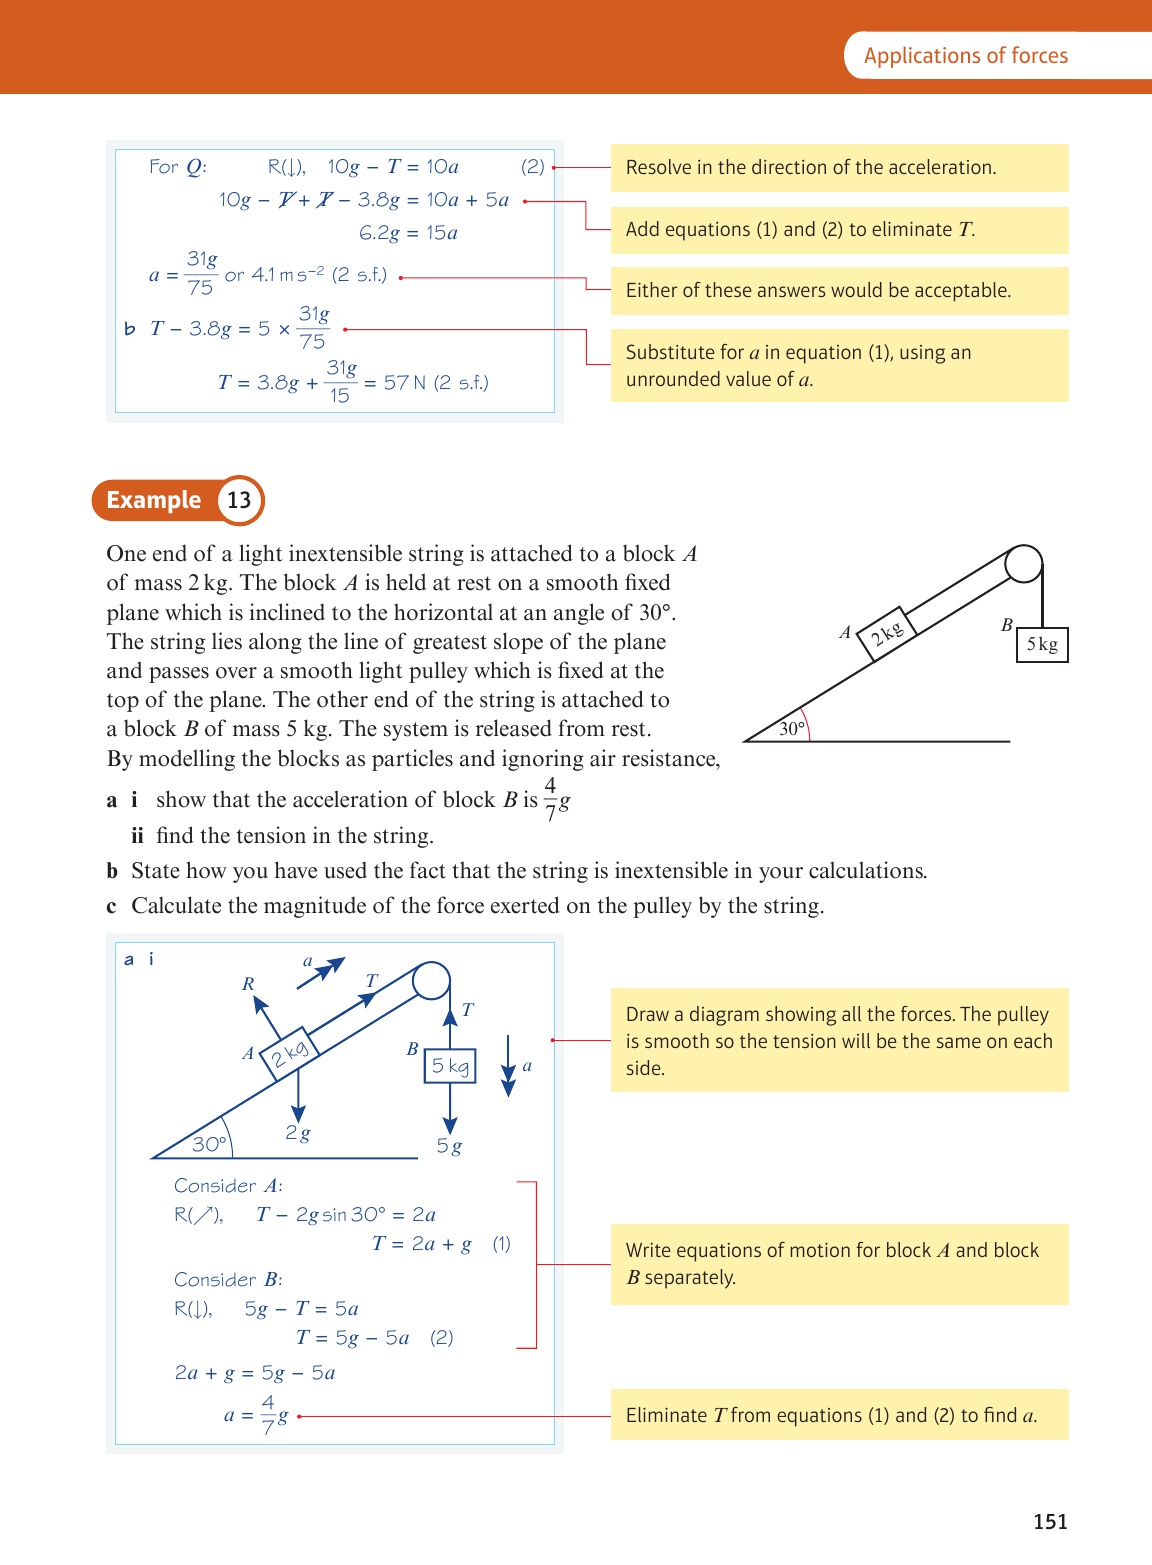 Applications of forces
For Q: R(↓), 10g − T = 10a (2)
Resolve in the direction of the acceleration.
10g − T + T − 3.8g = 10a + 5a
Add equations (1) and (2) to eliminate T.
6.2g = 15a
a = 31g/75 or 4.1 m s⁻² (2 s.f.)
Either of these answers would be acceptable.
b T − 3.8g = 5 × 31g/75
Substitute for a in equation (1), using an
unrounded value of a.
T = 3.8g + 31g/15 = 57 N (2 s.f.)
Example 13
One end of a light inextensible string is attached to a block A
of mass 2 kg. The block A is held at rest on a smooth fixed
plane which is inclined to the horizontal at an angle of 30°.
The string lies along the line of greatest slope of the plane
and passes over a smooth light pulley which is fixed at the
top of the plane. The other end of the string is attached to
a block B of mass 5 kg. The system is released from rest.
By modelling the blocks as particles and ignoring air resistance,
A
2 kg
B
5 kg
30°
a i show that the acceleration of block B is 4/7 g
ii find the tension in the string.
b State how you have used the fact that the string is inextensible in your calculations.
c Calculate the magnitude of the force exerted on the pulley by the string.
a i
a
R
T
T
A
2 kg
B
5 kg
a
2g
5g
30°
Draw a diagram showing all the forces. The pulley
is smooth so the tension will be the same on each
side.
Consider A:
R(↗), T − 2g sin 30° = 2a
T = 2a + g (1)
Consider B:
R(↓), 5g − T = 5a
T = 5g − 5a (2)
Write equations of motion for block A and block
B separately.
2a + g = 5g − 5a
a = 4/7 g
Eliminate T from equations (1) and (2) to find a.
151